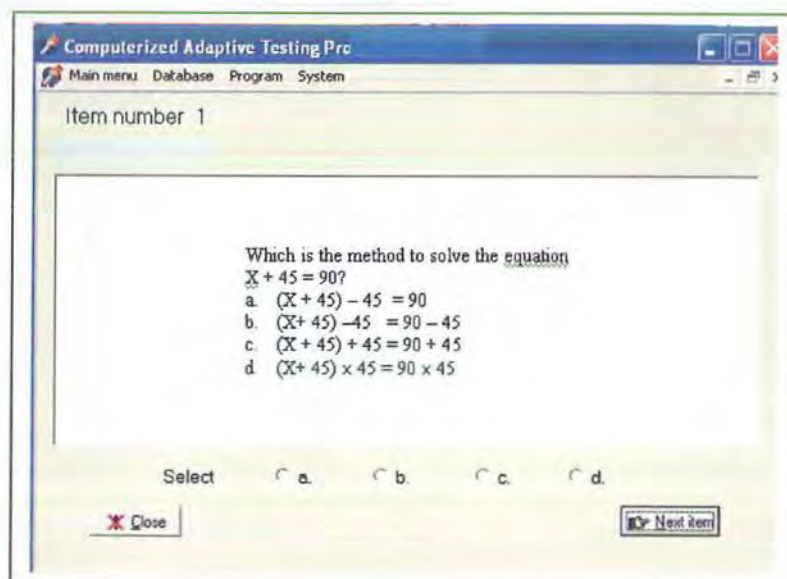 Computerized Adaptive Testing Pro
Main menu Database Program System
Item number 1
Which is the method to solve the equation
X + 45 = 90?
a. (X + 45) – 45 = 90
b. (X+ 45) –45 = 90 – 45
c. (X + 45) + 45 = 90 + 45
d. (X+ 45) x 45 = 90 x 45
Select a. b. c. d.
Close Next item